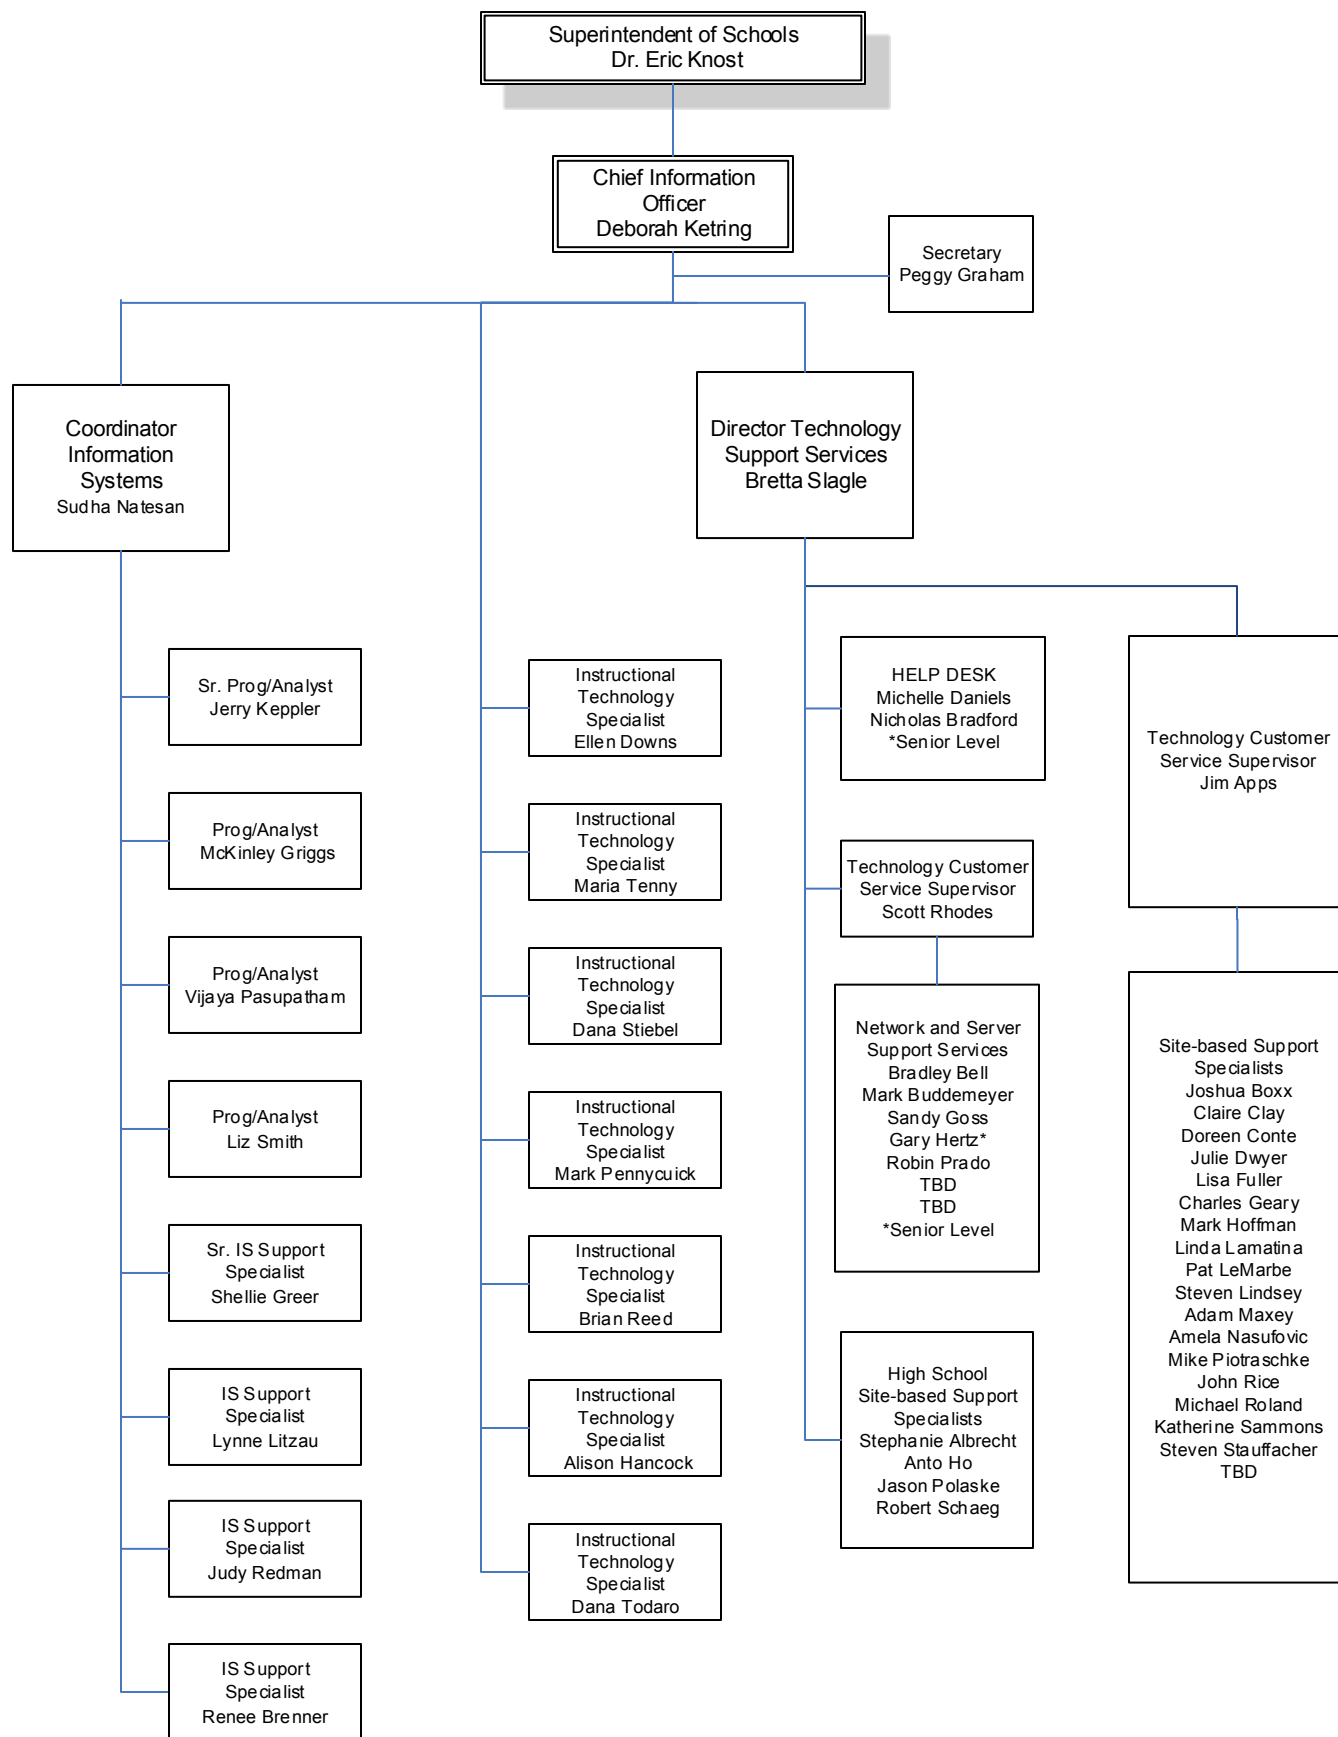 Superintendent of Schools
Dr. Eric Knost
Chief Information
Officer
Deborah Ketring
Secretary
Peggy Graham
Coordinator
Information
Systems
Sudha Natesan
Director Technology
Support Services
Bretta Slagle
Sr. Prog/Analyst
Jerry Keppler
Prog/Analyst
McKinley Griggs
Prog/Analyst
Vijaya Pasupatham
Prog/Analyst
Liz Smith
Sr. IS Support
Specialist
Shellie Greer
IS Support
Specialist
Lynne Litzau
IS Support
Specialist
Judy Redman
IS Support
Specialist
Renee Brenner
Instructional
Technology
Specialist
Ellen Downs
Instructional
Technology
Specialist
Maria Tenny
Instructional
Technology
Specialist
Dana Stiebel
Instructional
Technology
Specialist
Mark Pennycuick
Instructional
Technology
Specialist
Brian Reed
Instructional
Technology
Specialist
Alison Hancock
Instructional
Technology
Specialist
Dana Todaro
HELP DESK
Michelle Daniels
Nicholas Bradford
*Senior Level
Technology Customer
Service Supervisor
Scott Rhodes
Network and Server
Support Services
Bradley Bell
Mark Buddemeyer
Sandy Goss
Gary Hertz*
Robin Prado
TBD
TBD
*Senior Level
High School
Site-based Support
Specialists
Stephanie Albrecht
Anto Ho
Jason Polaske
Robert Schaeg
Technology Customer
Service Supervisor
Jim Apps
Site-based Support
Specialists
Joshua Boxx
Claire Clay
Doreen Conte
Julie Dwyer
Lisa Fuller
Charles Geary
Mark Hoffman
Linda Lamatina
Pat LeMarbe
Steven Lindsey
Adam Maxey
Amela Nasufovic
Mike Piotraschke
John Rice
Michael Roland
Katherine Sammons
Steven Stauffacher
TBD